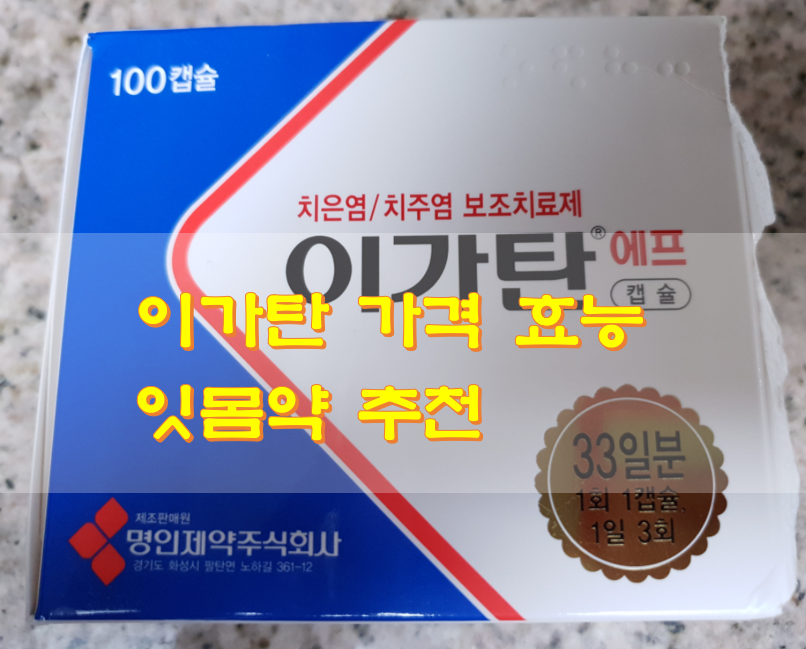 100캡슐
치은염/치주염 보조치료제
이가탄® 에프
캡슐
이가탄 가격 효능
잇몸약 추천
33일분
1회 1캡슐,
1일 3회
제조판매원
명인제약주식회사
경기도 화성시 팔탄면 노하길 361-12